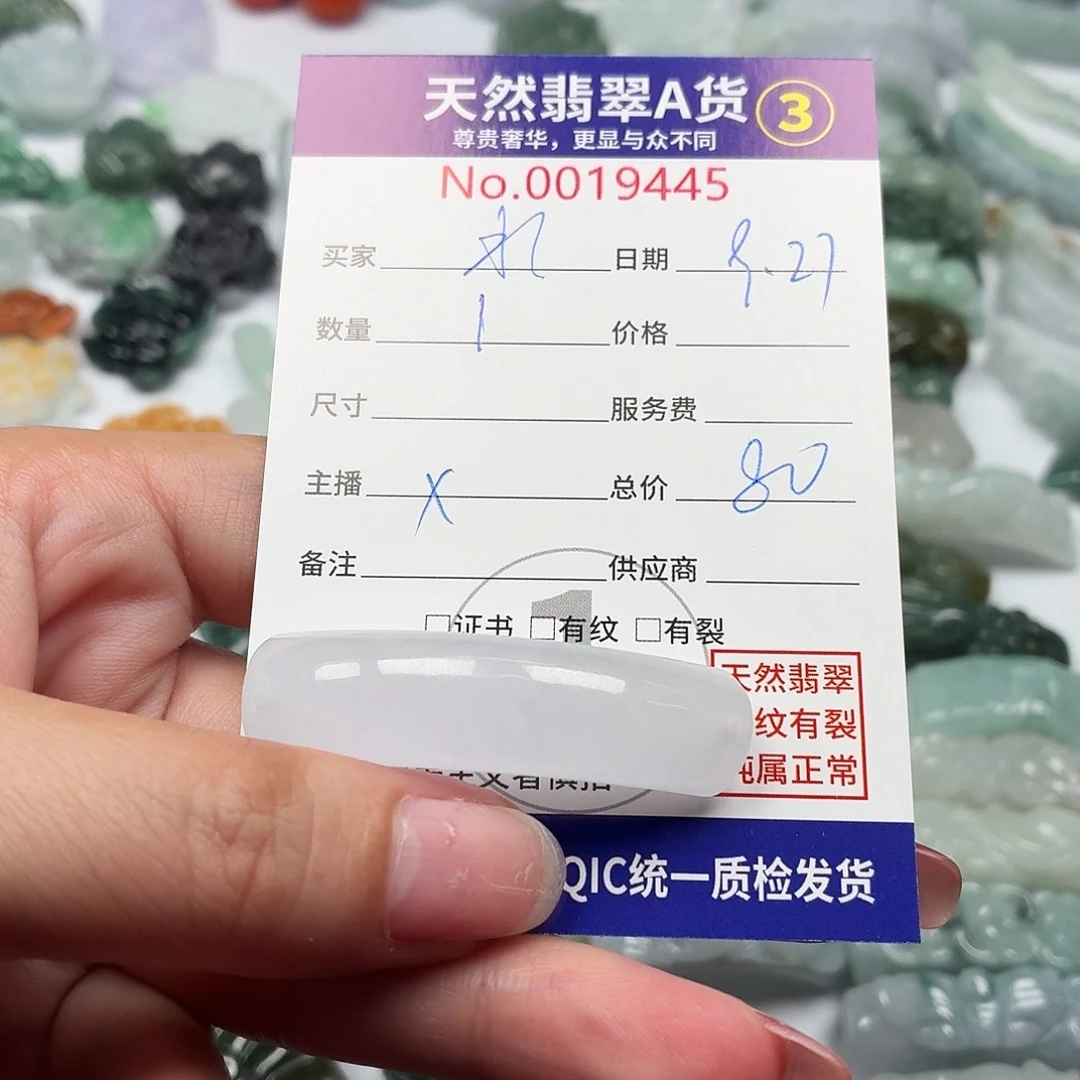 天然翡翠A货 3
尊贵奢华，更显与众不同
No.0019445
买家 日期 9.27
数量 1 价格
尺寸 服务费
主播 X 总价 80
备注 供应商
1
□证书 □有纹 □有裂
天然翡翠
纹有裂
纯属正常
QIC统一质检发货